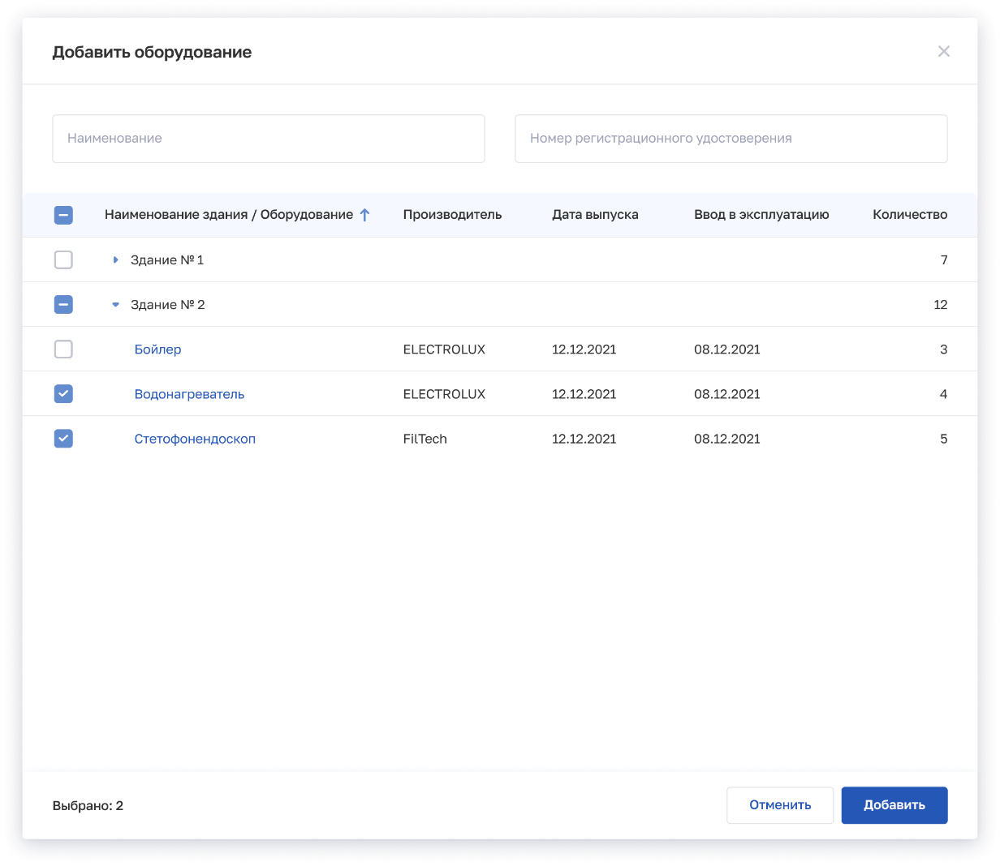 Добавить оборудование
Наименование
Номер регистрационного удостоверения
Наименование здания / Оборудование Производитель Дата выпуска Ввод в эксплуатацию Количество
Здание № 1 7
Здание № 2 12
Бойлер ELECTROLUX 12.12.2021 08.12.2021 3
Водонагреватель ELECTROLUX 12.12.2021 08.12.2021 4
Стетофонендоскоп FilTech 12.12.2021 08.12.2021 5
Выбрано: 2 Отменить Добавить